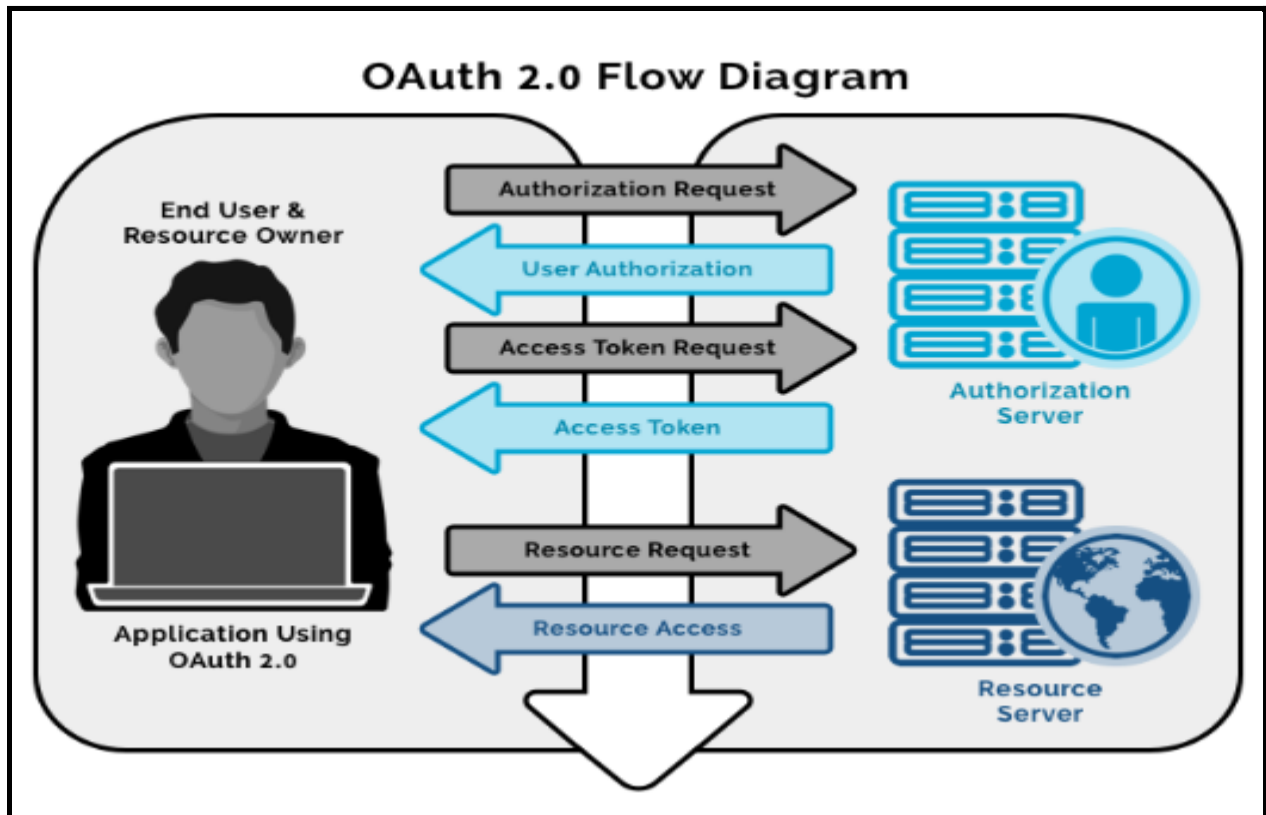 OAuth 2.0 Flow Diagram
End User &
Resource Owner
Authorization Request
User Authorization
Access Token Request
Access Token
Authorization
Server
Resource Request
Resource Access
Application Using
OAuth 2.0
Resource
Server